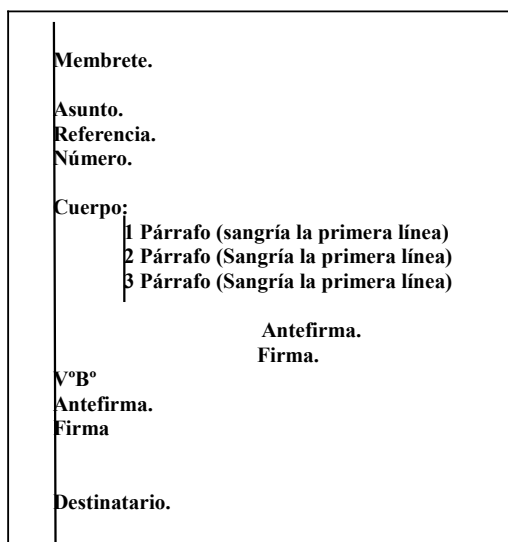 Membrete.
Asunto.
Referencia.
Número.
Cuerpo:
1 Párrafo (sangría la primera línea)
2 Párrafo (Sangría la primera línea)
3 Párrafo (Sangría la primera línea)
Antefirma.
Firma.
VºBº
Antefirma.
Firma
Destinatario.